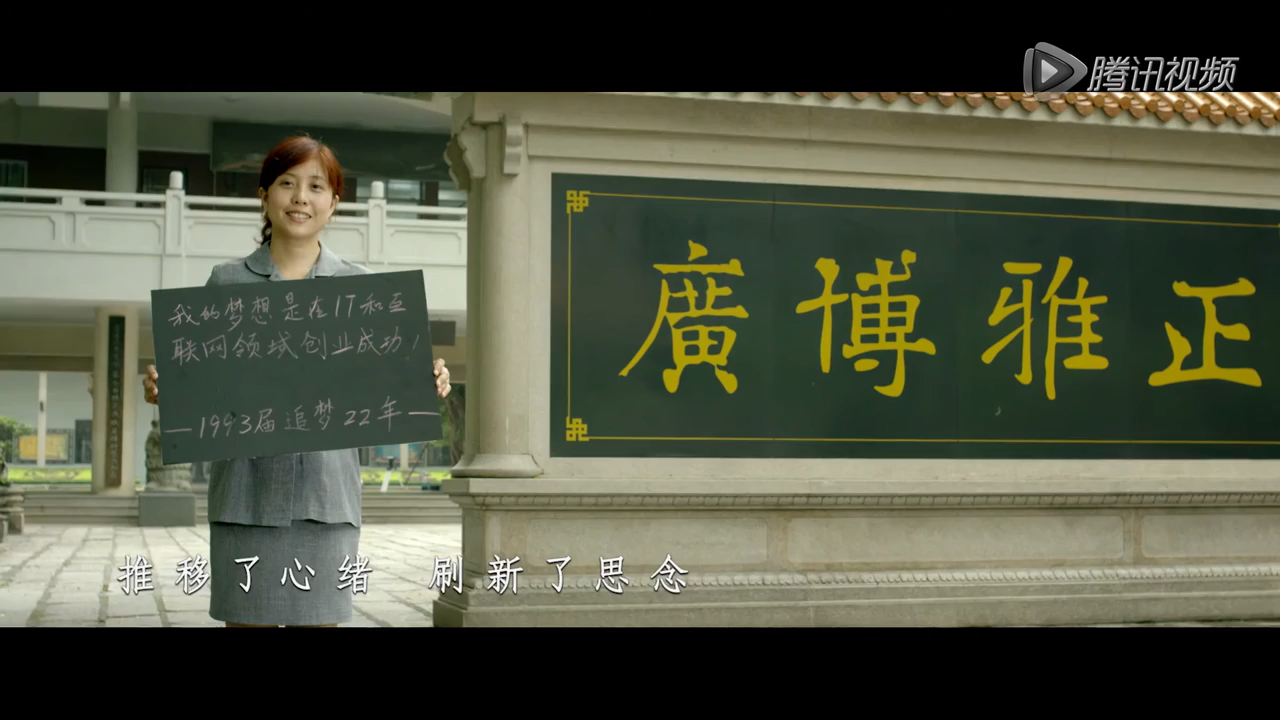 腾讯视频
我的梦想是在IT和互
联网领域创业成功!
—1993届追梦22年—
廣博雅正
推移了心绪 刷新了思念